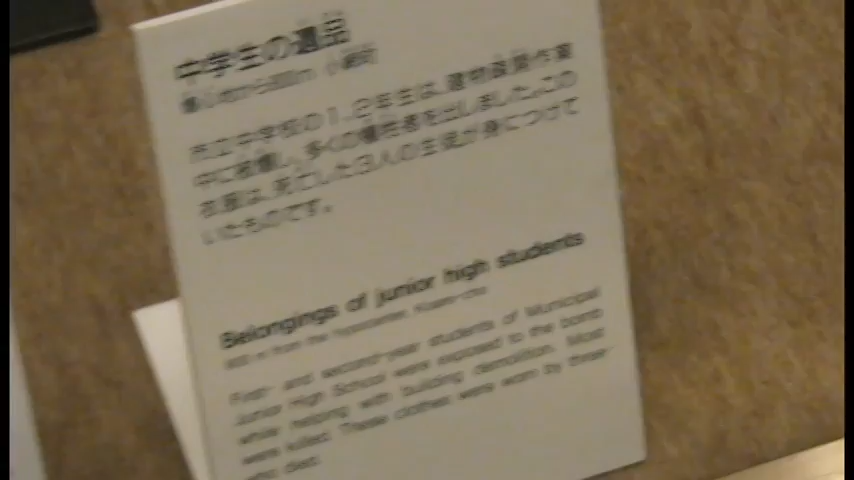 中学生の遺品
市立中学校の1、2年生は、建物疎開作業
中に被爆し、多くの犠牲者を出しました。この
衣服は、死亡した3人の生徒が身につけて
いたものです。
Belongings of junior high students
from the hypocenter,
First- and second-year students of Municipal
Junior High School were exposed to the bomb
while helping with building demolition. Most
were killed. These clothes were worn by three
who died.